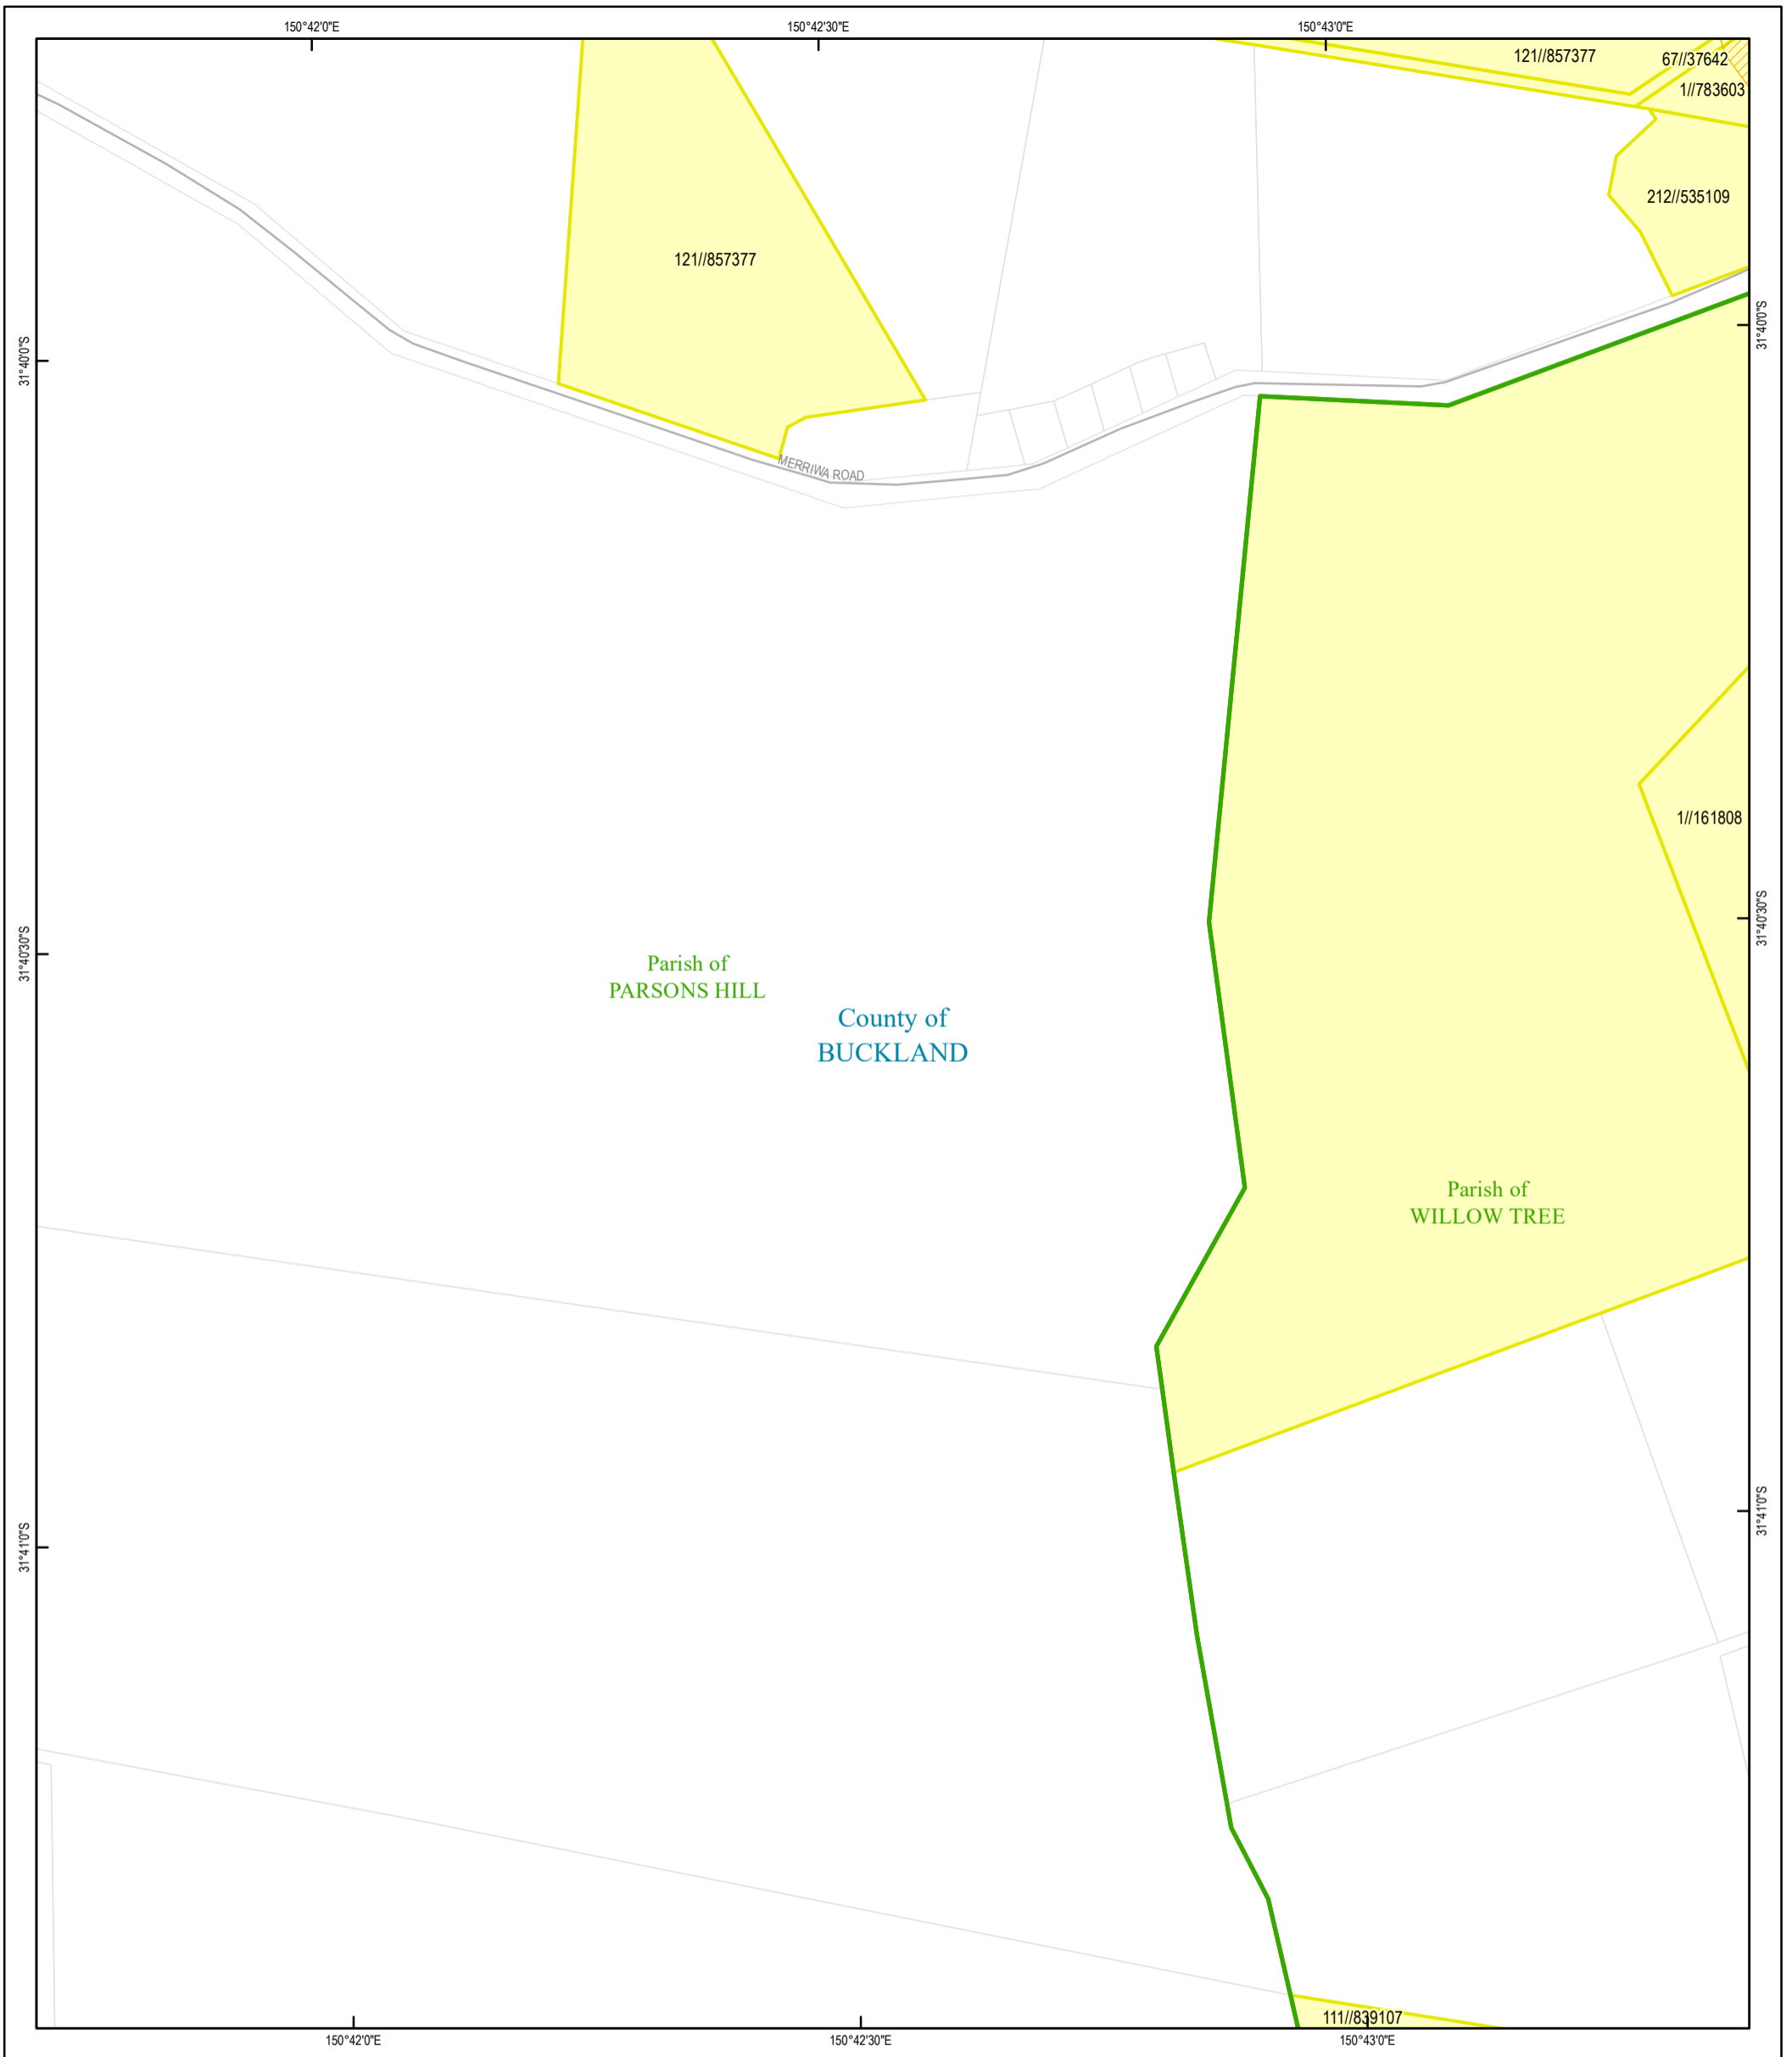 150°42'0"E
150°42'30"E
150°43'0"E
121//857377
67//37642
1//783603
212//535109
121//857377
31°40'0"S
31°40'0"S
MERRIWA ROAD
1//161808
31°40'30"S
31°40'30"S
Parish of
PARSONS HILL
County of
BUCKLAND
Parish of
WILLOW TREE
31°41'0"S
31°41'0"S
111//839107
150°42'0"E
150°42'30"E
150°43'0"E